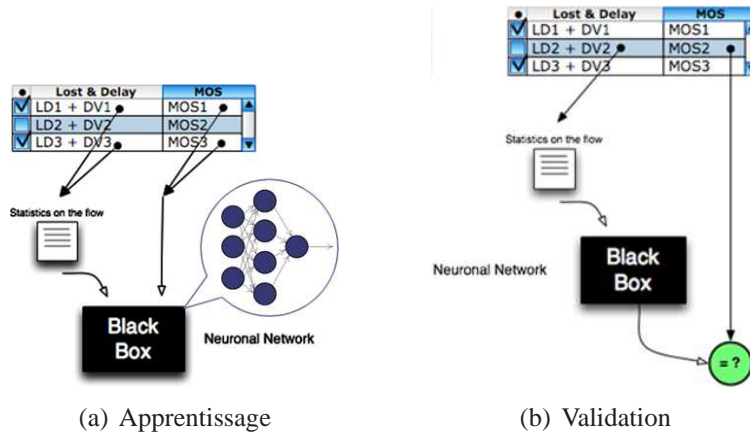 Lost & Delay MOS
LD1 + DV1 MOS1
LD2 + DV2 MOS2
LD3 + DV3 MOS3
Statistics on the flow
Black
Box
Neuronal Network
(a) Apprentissage
Lost & Delay MOS
LD1 + DV1 MOS1
LD2 + DV2 MOS2
LD3 + DV3 MOS3
Statistics on the flow
Neuronal Network
Black
Box
= ?
(b) Validation